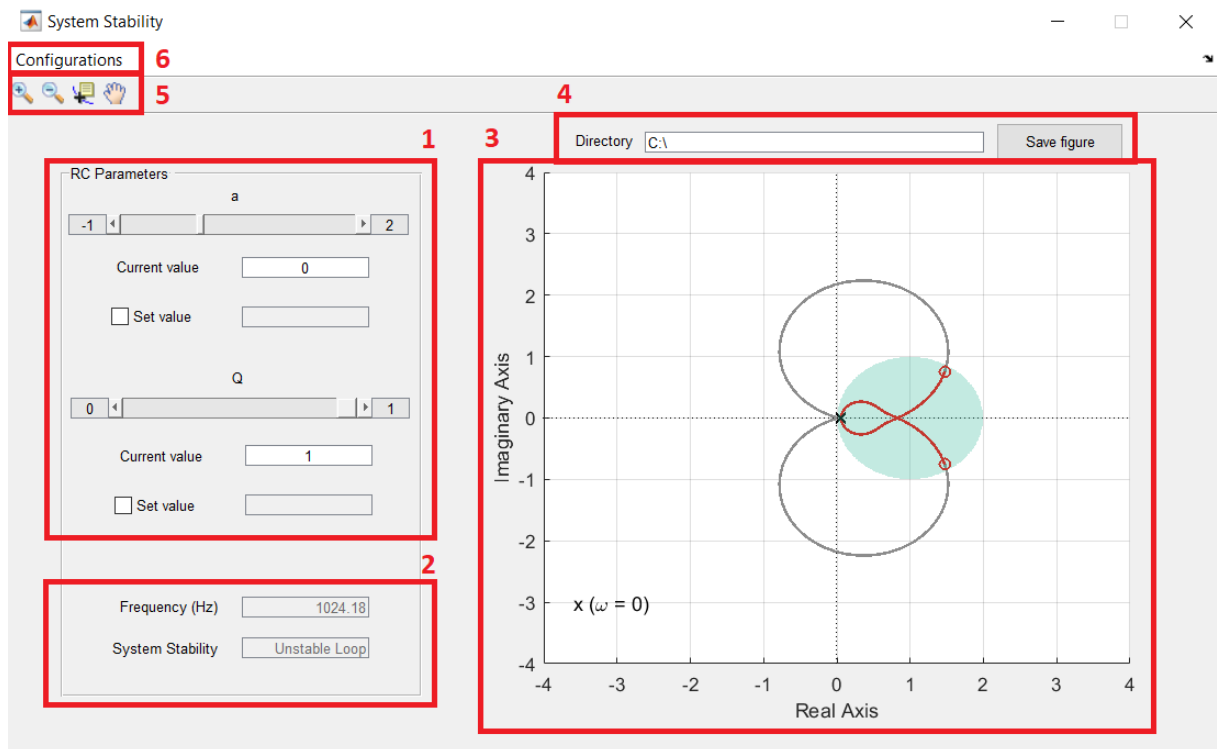 System Stability
Configurations 6
5
4
1
3
Directory C:\ Save figure
RC Parameters
a
-1 2
Current value 0
Set value
Q
0 1
Current value 1
Set value
2
Frequency (Hz) 1024.18
System Stability Unstable Loop
4
3
2
1
0
-1
-2
-3
-4
Imaginary Axis
x (ω = 0)
-4 -3 -2 -1 0 1 2 3 4
Real Axis